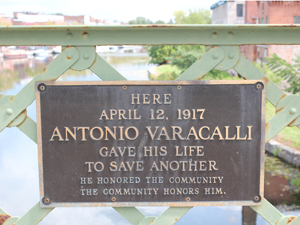 HERE
APRIL 12, 1917
ANTONIO VARACALLI
GAVE HIS LIFE
TO SAVE ANOTHER
HE HONORED THE COMMUNITY
THE COMMUNITY HONORS HIM.